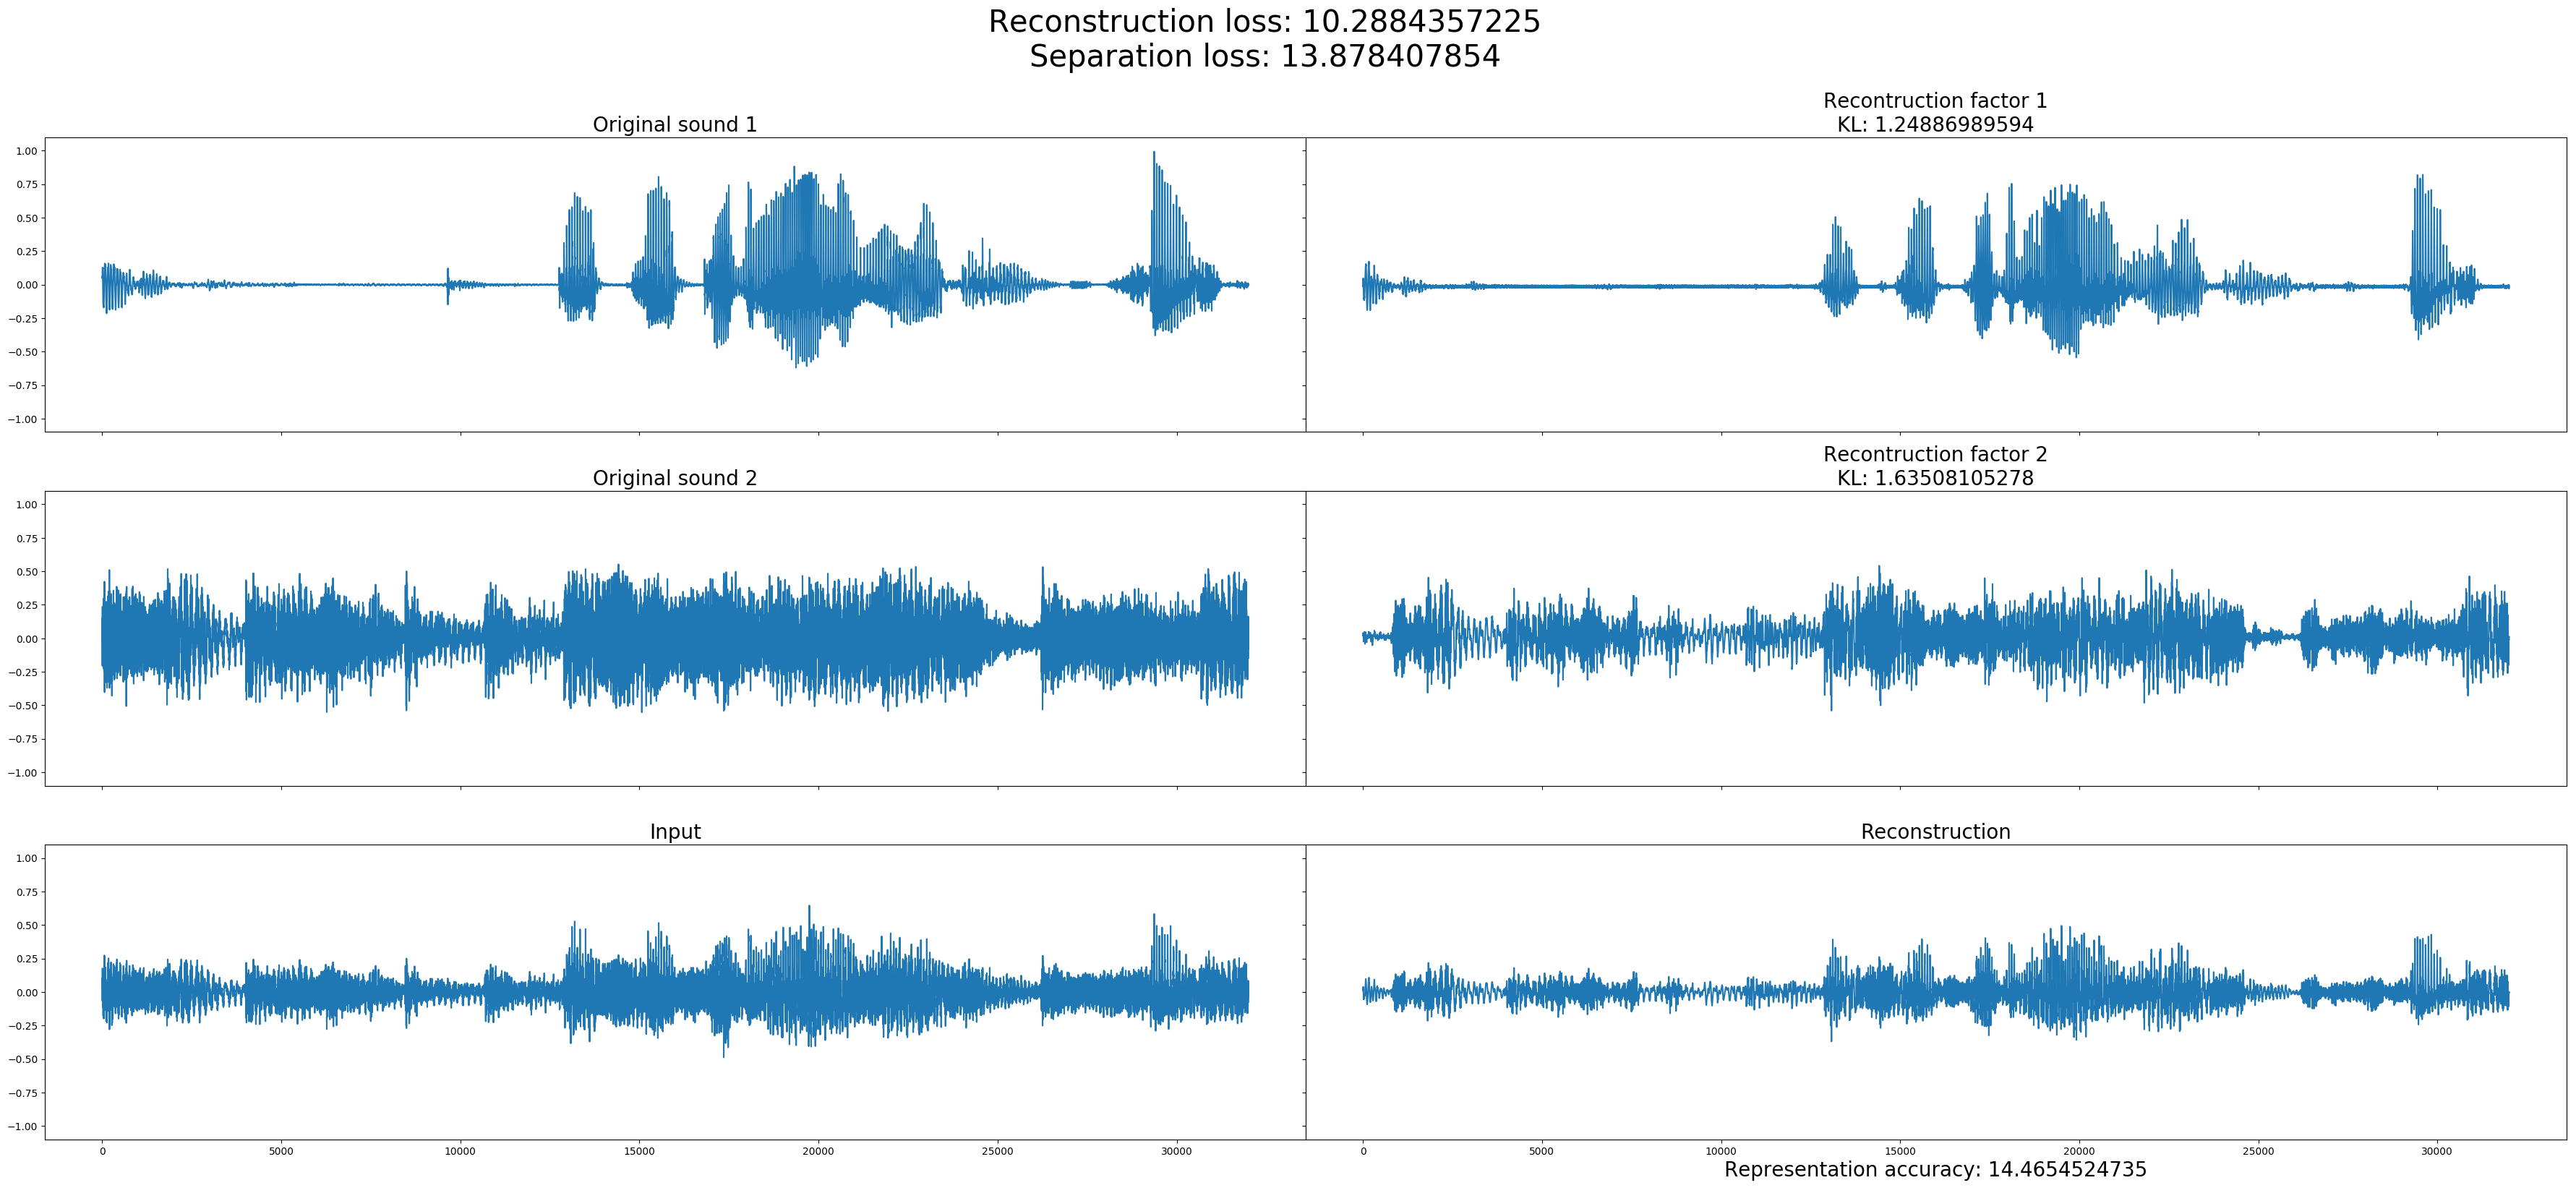 Reconstruction loss: 10.2884357225
Separation loss: 13.878407854
Original sound 1
Recontruction factor 1
KL: 1.24886989594
1.00
0.75
0.50
0.25
0.00
−0.25
−0.50
−0.75
−1.00
Original sound 2
Recontruction factor 2
KL: 1.63508105278
1.00
0.75
0.50
0.25
0.00
−0.25
−0.50
−0.75
−1.00
Input
Reconstruction
1.00
0.75
0.50
0.25
0.00
−0.25
−0.50
−0.75
−1.00
0 5000 10000 15000 20000 25000 30000
0 5000 10000 15000 20000 25000 30000
Representation accuracy: 14.4654524735